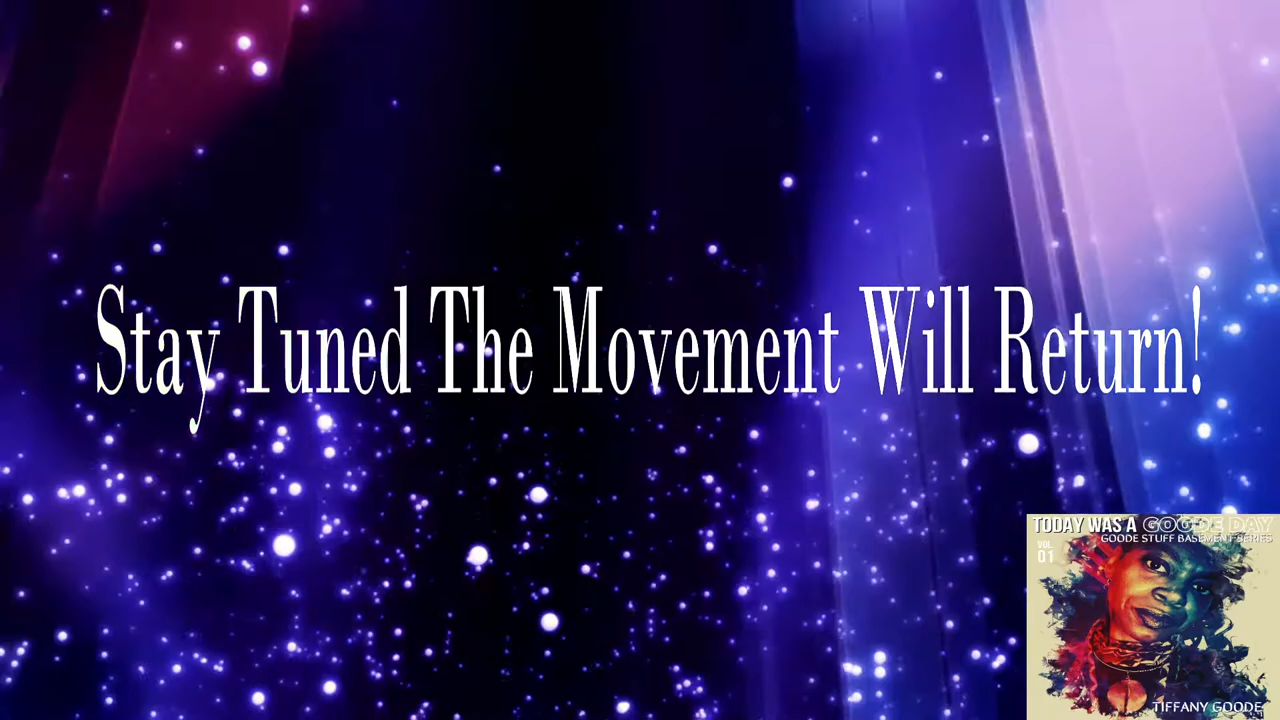 Stay Tuned The Movement Will Return!
TODAY WAS A GOODE DAY
GOODE STUFF BASEMENT SERIES
VOL.
01
TIFFANY GOODE